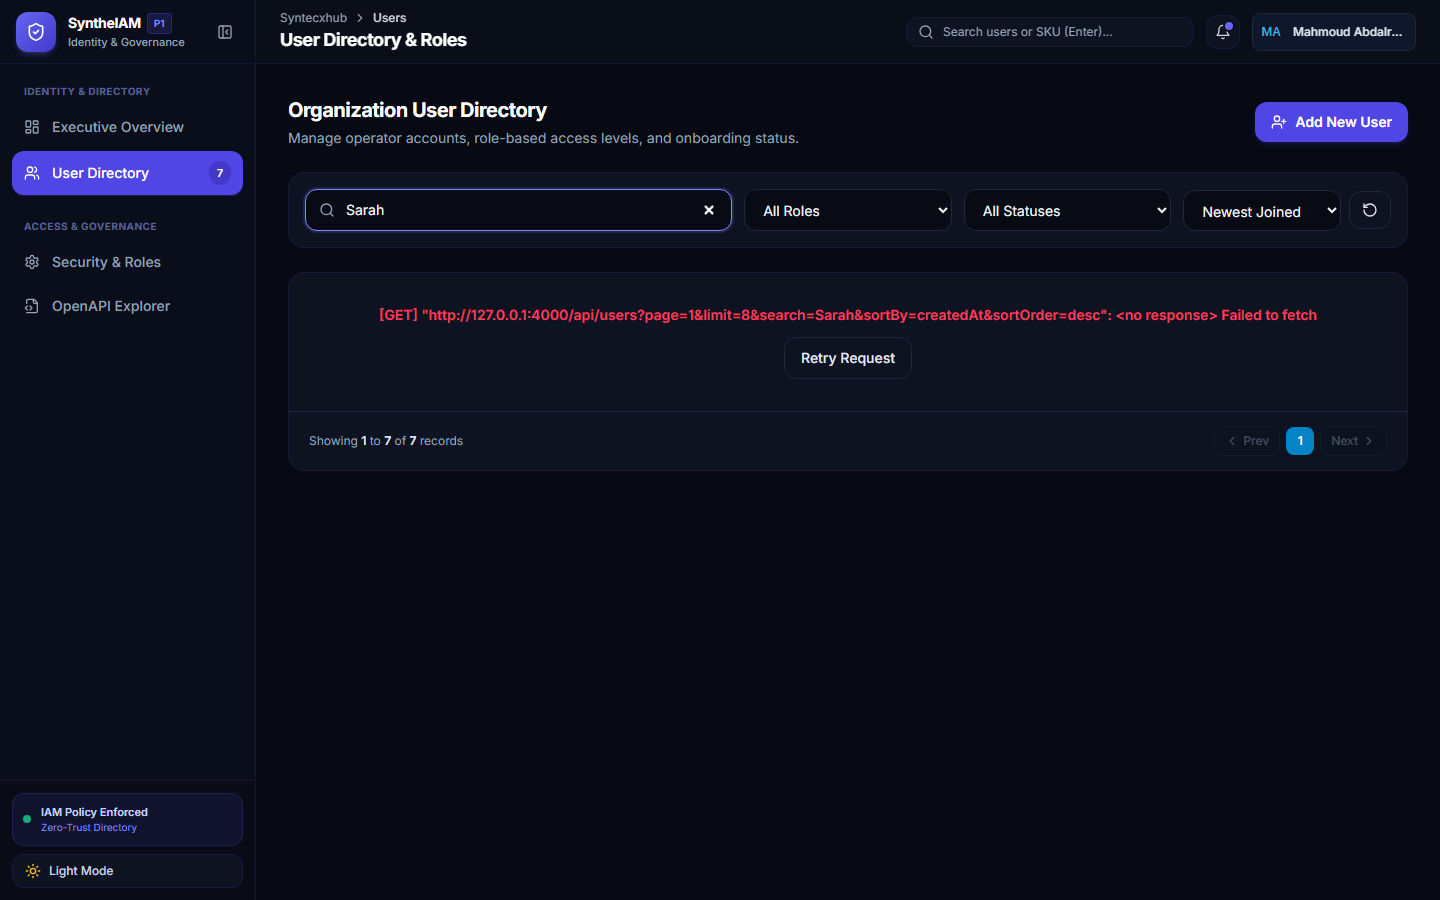 SyntheIAM P1
Identity & Governance
IDENTITY & DIRECTORY
Executive Overview
User Directory 7
ACCESS & GOVERNANCE
Security & Roles
OpenAPI Explorer
IAM Policy Enforced
Zero-Trust Directory
Light Mode
Syntecxhub > Users
User Directory & Roles
Search users or SKU (Enter)...
MA Mahmoud Abdalr...
Organization User Directory
Manage operator accounts, role-based access levels, and onboarding status.
Add New User
Sarah
All Roles
All Statuses
Newest Joined
[GET] "http://127.0.0.1:4000/api/users?page=1&limit=8&search=Sarah&sortBy=createdAt&sortOrder=desc": <no response> Failed to fetch
Retry Request
Showing 1 to 7 of 7 records
Prev 1 Next